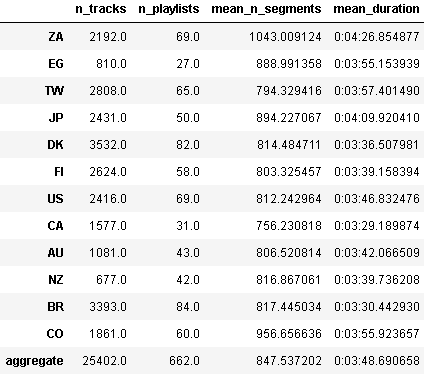 n_tracks n_playlists mean_n_segments mean_duration
ZA 2192.0 69.0 1043.009124 0:04:26.854877
EG 810.0 27.0 888.991358 0:03:55.153939
TW 2808.0 65.0 794.329416 0:03:57.401490
JP 2431.0 50.0 894.227067 0:04:09.920410
DK 3532.0 82.0 814.484711 0:03:36.507981
FI 2624.0 58.0 803.325457 0:03:39.158394
US 2416.0 69.0 812.242964 0:03:46.832476
CA 1577.0 31.0 756.230818 0:03:29.189874
AU 1081.0 43.0 806.520814 0:03:42.066509
NZ 677.0 42.0 816.867061 0:03:39.736208
BR 3393.0 84.0 817.445034 0:03:30.442930
CO 1861.0 60.0 956.656636 0:03:55.923657
aggregate 25402.0 662.0 847.537202 0:03:48.690658